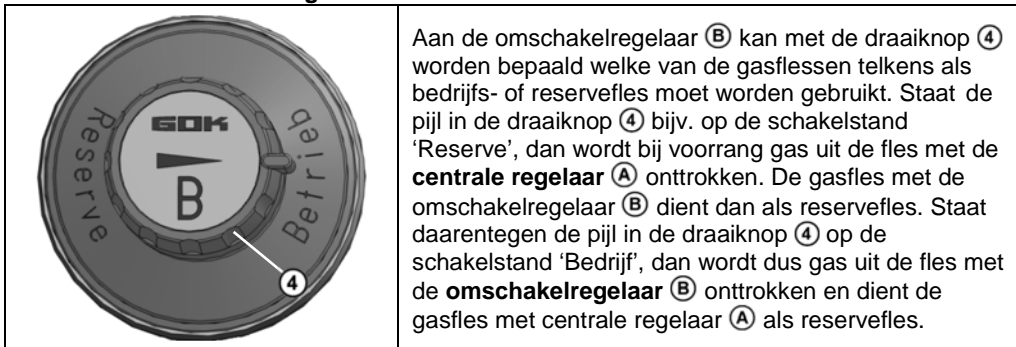 GOK
B
Reserve
Betrieb
4
Aan de omschakelregelaar Ⓑ kan met de draaiknop ④
worden bepaald welke van de gasflessen telkens als
bedrijfs- of reservefles moet worden gebruikt. Staat de
pijl in de draaiknop ④ bijv. op de schakelstand
‘Reserve’, dan wordt bij voorrang gas uit de fles met de
centrale regelaar Ⓐ onttrokken. De gasfles met de
omschakelregelaar Ⓑ dient dan als reservefles. Staat
daarentegen de pijl in de draaiknop ④ op de
schakelstand ‘Bedrijf’, dan wordt dus gas uit de fles met
de omschakelregelaar Ⓑ onttrokken en dient de
gasfles met centrale regelaar Ⓐ als reservefles.